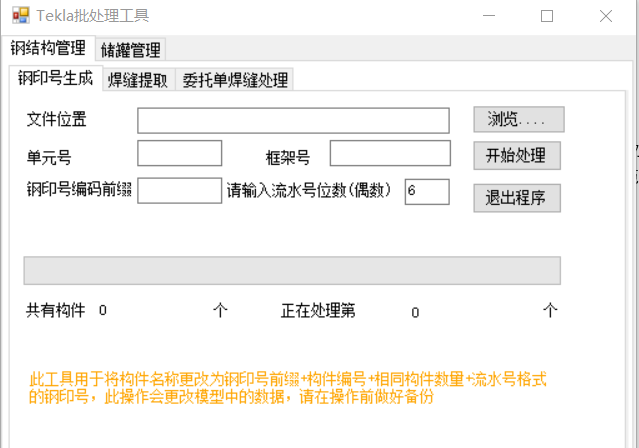 Tekla批处理工具
钢结构管理 储罐管理
钢印号生成 焊缝提取 委托单焊缝处理
文件位置 浏览....
单元号 框架号 开始处理
钢印号编码前缀 请输入流水号位数(偶数) 6 退出程序
共有构件 0 个 正在处理第 0 个
此工具用于将构件名称更改为钢印号前缀+构件编号+相同构件数量+流水号格式
的钢印号，此操作会更改模型中的数据，请在操作前做好备份